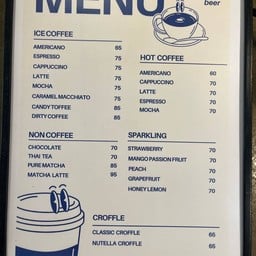 MENU
beer
ICE COFFEE
AMERICANO 65
ESPRESSO 75
CAPPUCCINO 75
LATTE 75
MOCHA 75
CARAMEL MACCHIATO 75
CANDY TOFFEE 85
DIRTY COFFEE 85
HOT COFFEE
AMERICANO 60
CAPPUCCINO 70
LATTE 70
ESPRESSO 70
MOCHA 70
NON COFFEE
CHOCOLATE 70
THAI TEA 70
PURE MATCHA 85
MATCHA LATTE 95
SPARKLING
STRAWBERRY 70
MANGO PASSION FRUIT 70
PEACH 70
GRAPEFRUIT 70
HONEY LEMON 70
CROFFLE
CLASSIC CROFFLE 65
NUTELLA CROFFLE 65